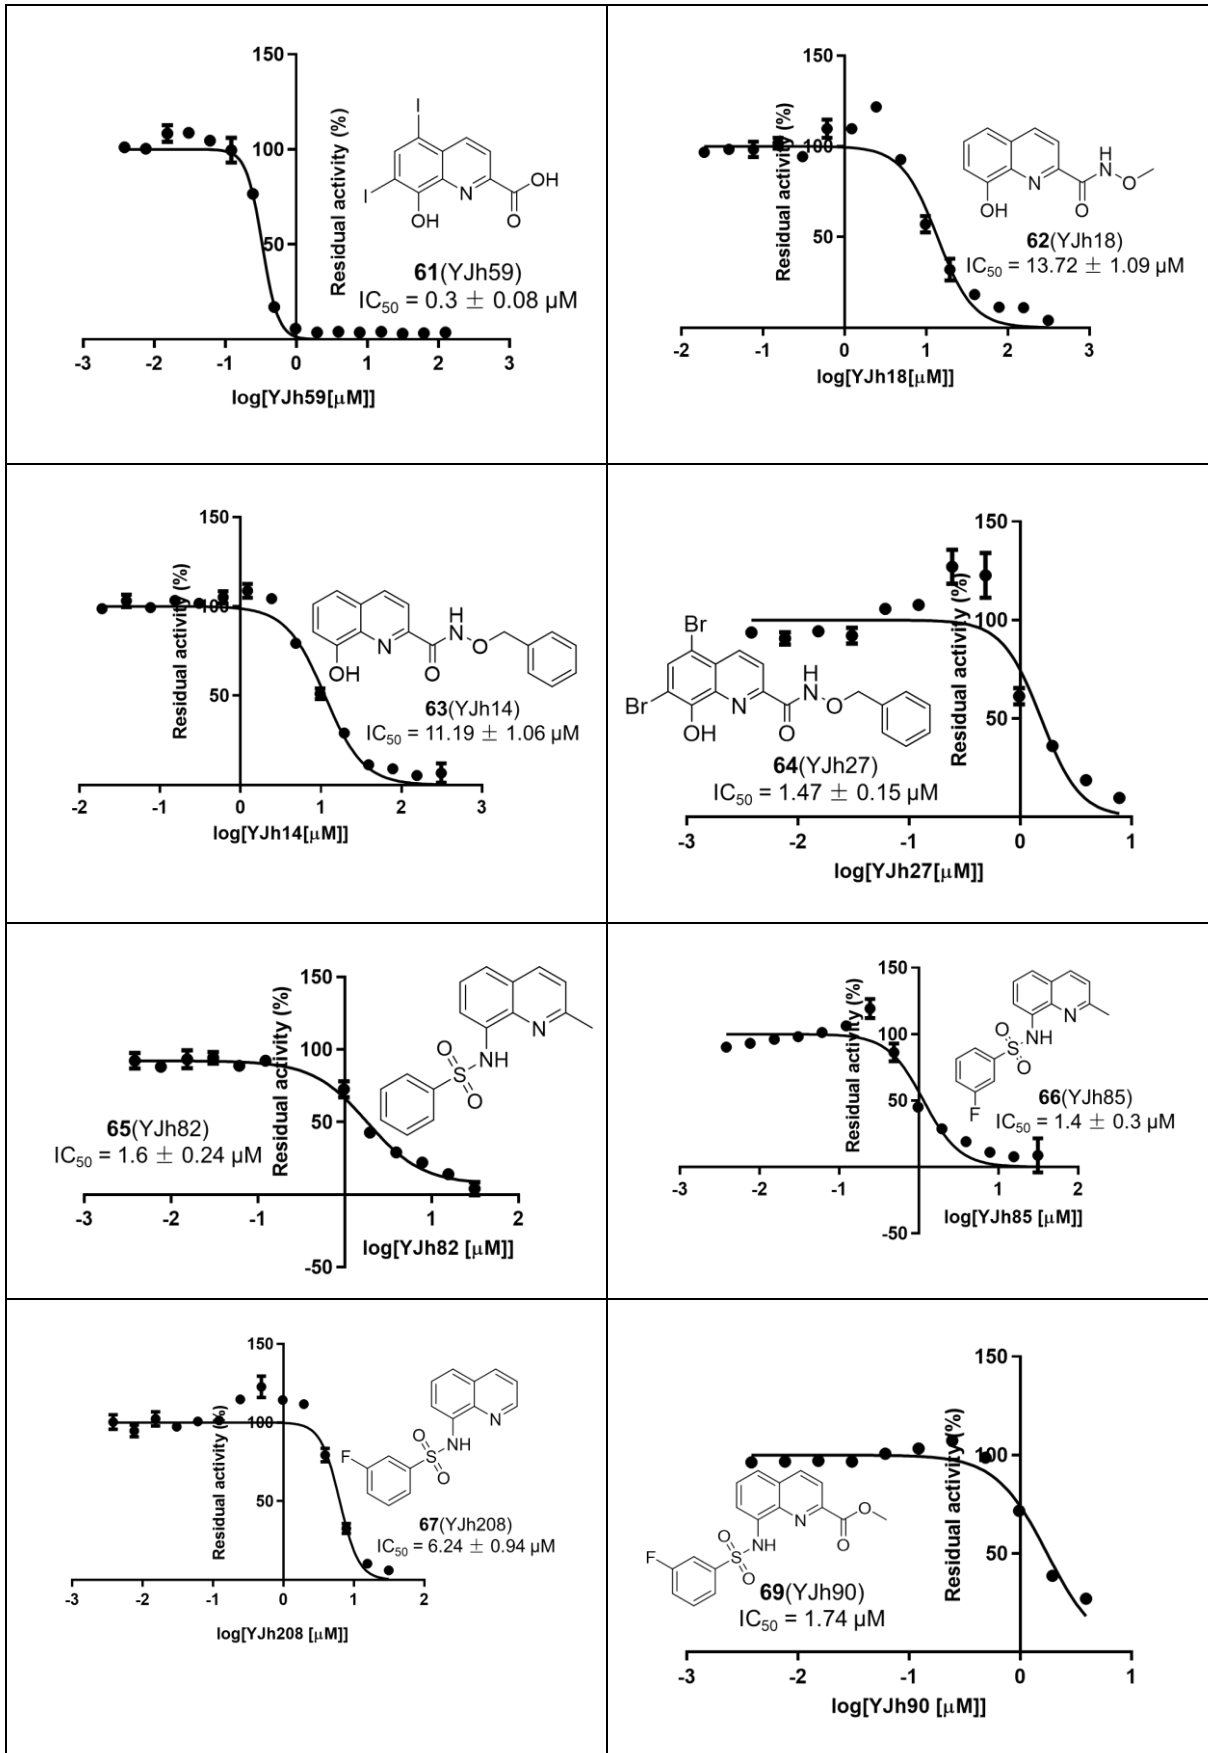 150
100
50
Residual activity (%)
I
I
N
OH
OH
O
61(YJh59)
IC50 = 0.3 ± 0.08 µM
-3 -2 -1 0 1 2 3
log[YJh59[µM]]
150
100
50
Residual activity (%)
H
N
N
O
OH
O
62(YJh18)
IC50 = 13.72 ± 1.09 µM
-2 -1 0 1 2 3
log[YJh18[µM]]
150
100
50
Residual activity (%)
H
N
N
O
OH
O
63(YJh14)
IC50 = 11.19 ± 1.06 µM
-2 -1 0 1 2 3
log[YJh14[µM]]
150
100
50
Residual activity (%)
Br
Br
H
N
N
O
OH
O
64(YJh27)
IC50 = 1.47 ± 0.15 µM
-3 -2 -1 0 1
log[YJh27[µM]]
150
100
50
-50
Residual activity (%)
N
NH
O
S
O
65(YJh82)
IC50 = 1.6 ± 0.24 µM
-3 -2 -1 1 2
log[YJh82 [µM]]
150
100
50
-50
Residual activity (%)
N
NH
O
S
O
F
66(YJh85)
IC50 = 1.4 ± 0.3 µM
-3 -2 -1 1 2
log[YJh85 [µM]]
150
100
50
Residual activity (%)
N
NH
O
S
O
F
67(YJh208)
IC50 = 6.24 ± 0.94 µM
-3 -2 -1 0 1 2
log[YJh208 [µM]]
150
100
50
Residual activity (%)
N
O
O
NH
O
S
O
F
69(YJh90)
IC50 = 1.74 µM
-3 -2 -1 0 1
log[YJh90 [µM]]